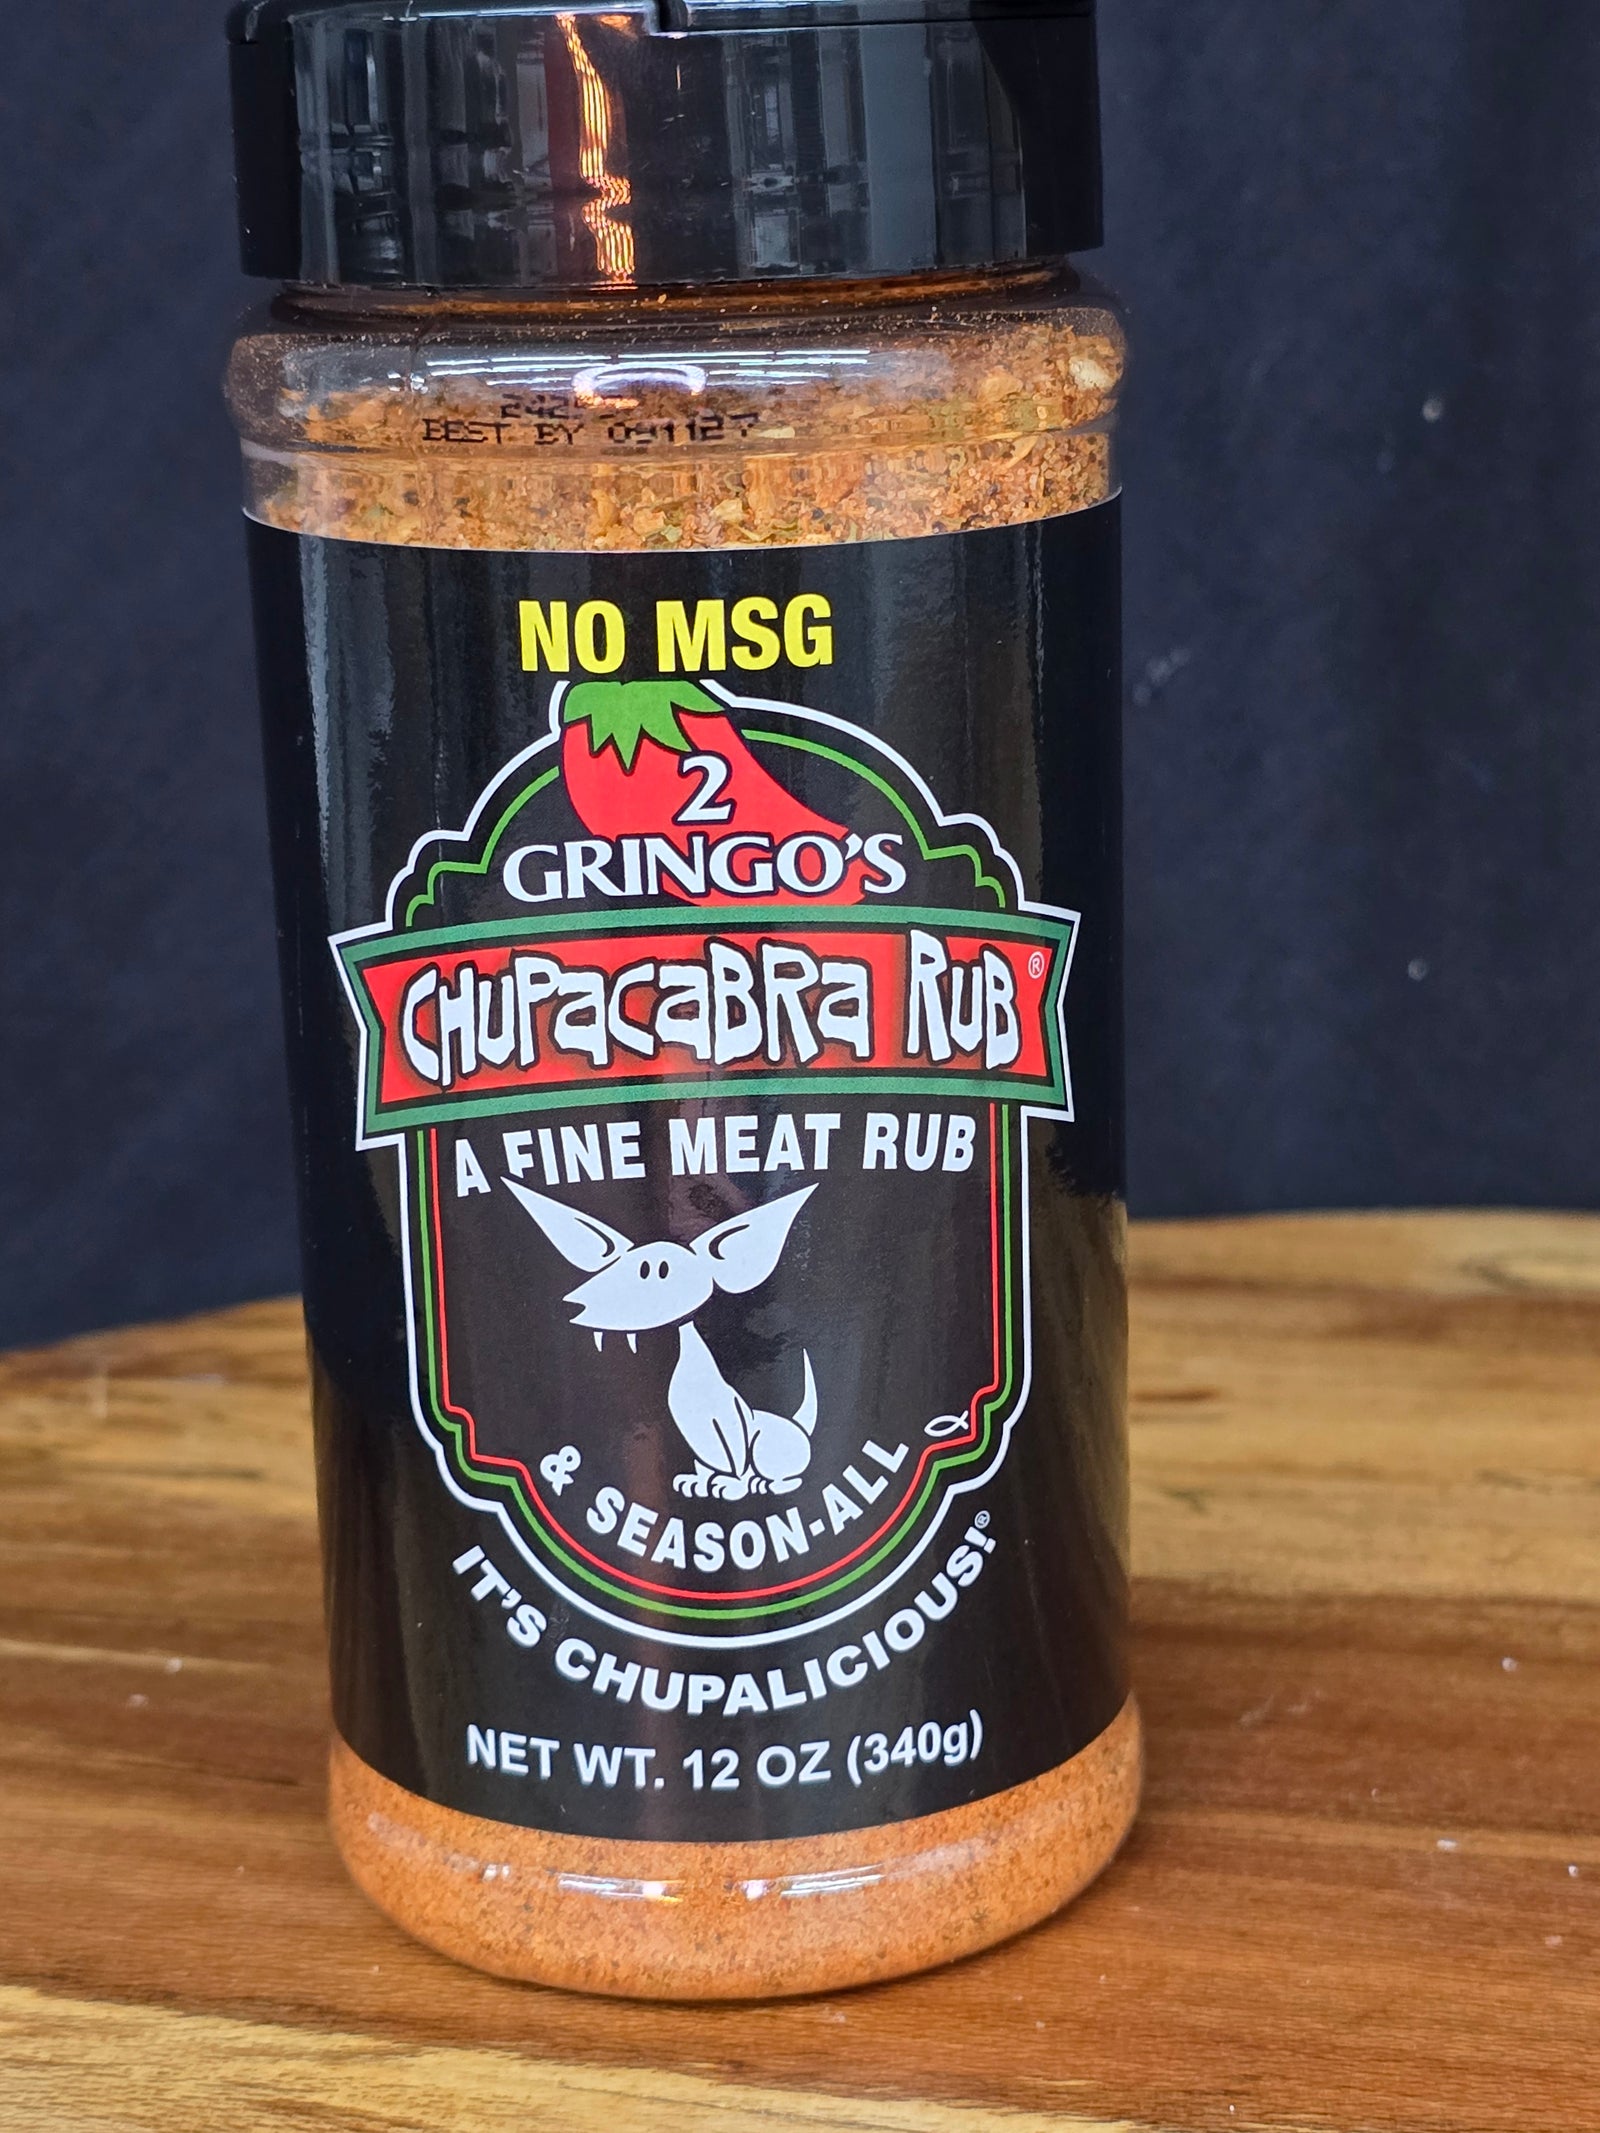 BEST BY 091127
NO MSG
2
GRINGO'S
CHUPACABRA RUB®
A FINE MEAT RUB
& SEASON-ALL
IT'S CHUPALICIOUS!®
NET WT. 12 OZ (340g)